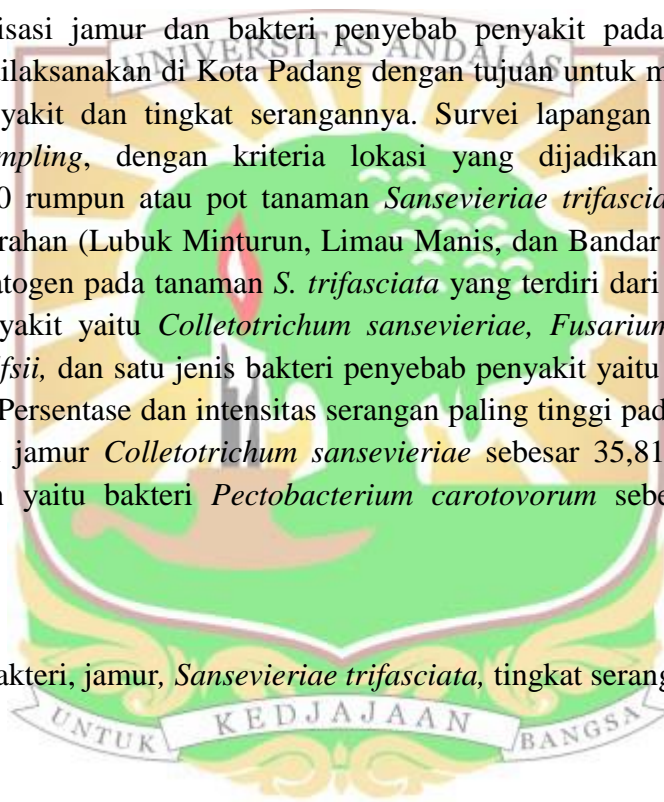 isasi jamur dan bakteri penyebab penyakit pada
UNIVERSITAS ANDALAS
dilaksanakan di Kota Padang dengan tujuan untuk m
yakit dan tingkat serangannya. Survei lapangan
mpling, dengan kriteria lokasi yang dijadikan
0 rumpun atau pot tanaman Sansevieriae trifascia
rahan (Lubuk Minturun, Limau Manis, dan Bandar
atogen pada tanaman S. trifasciata yang terdiri dari
yakit yaitu Colletotrichum sansevieriae, Fusarium
lfsii, dan satu jenis bakteri penyebab penyakit yaitu
Persentase dan intensitas serangan paling tinggi pad
jamur Colletotrichum sansevieriae sebesar 35,81
yaitu bakteri Pectobacterium carotovorum sebe
akteri, jamur, Sansevieriae trifasciata, tingkat serang
UNTUK KEDJAJAAN BANGSA